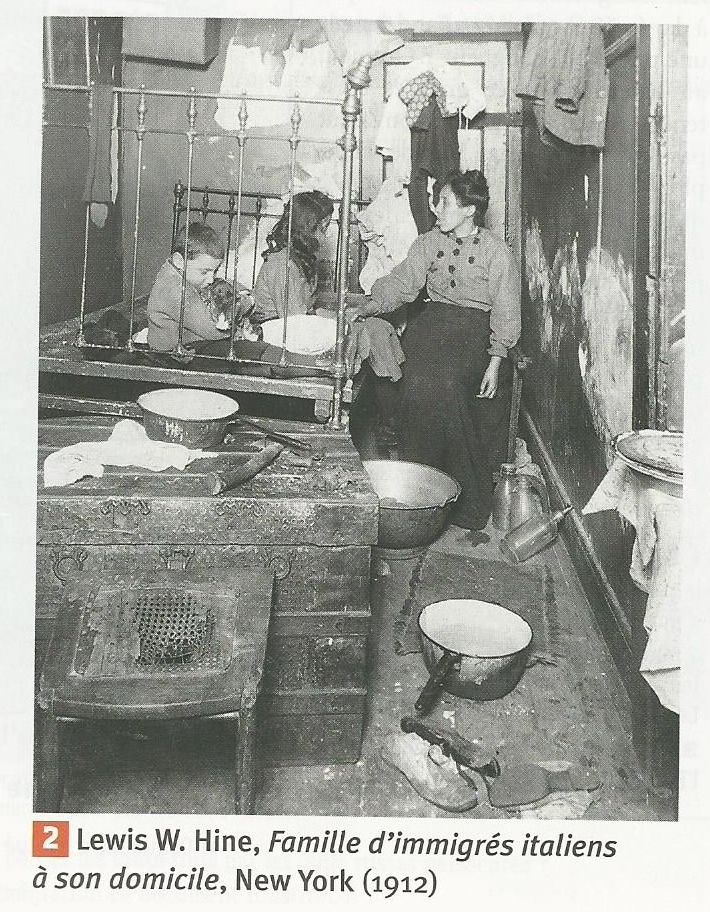 2 Lewis W. Hine, Famille d'immigrés italiens
à son domicile, New York (1912)